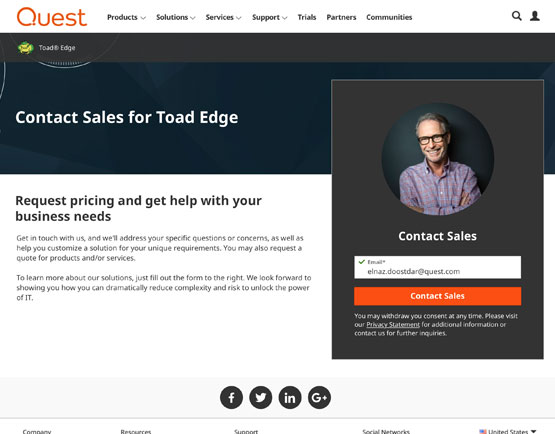 Quest
Products Solutions Services Support Trials Partners Communities
Toad® Edge
Contact Sales for Toad Edge
Request pricing and get help with your
business needs
Get in touch with us, and we'll address your specific questions or concerns, as well as
help you customize a solution for your unique requirements. You may also request a
quote for products and/or services.
To learn more about our solutions, just fill out the form to the right. We look forward to
showing you how you can dramatically reduce complexity and risk to unlock the power
of IT.
Contact Sales
Email*
elnaz.doostdar@quest.com
Contact Sales
You may withdraw you consent at any time. Please visit
our Privacy Statement for additional information or
contact us for further inquiries.
f in G+
Company Resources Support Social Networks United States